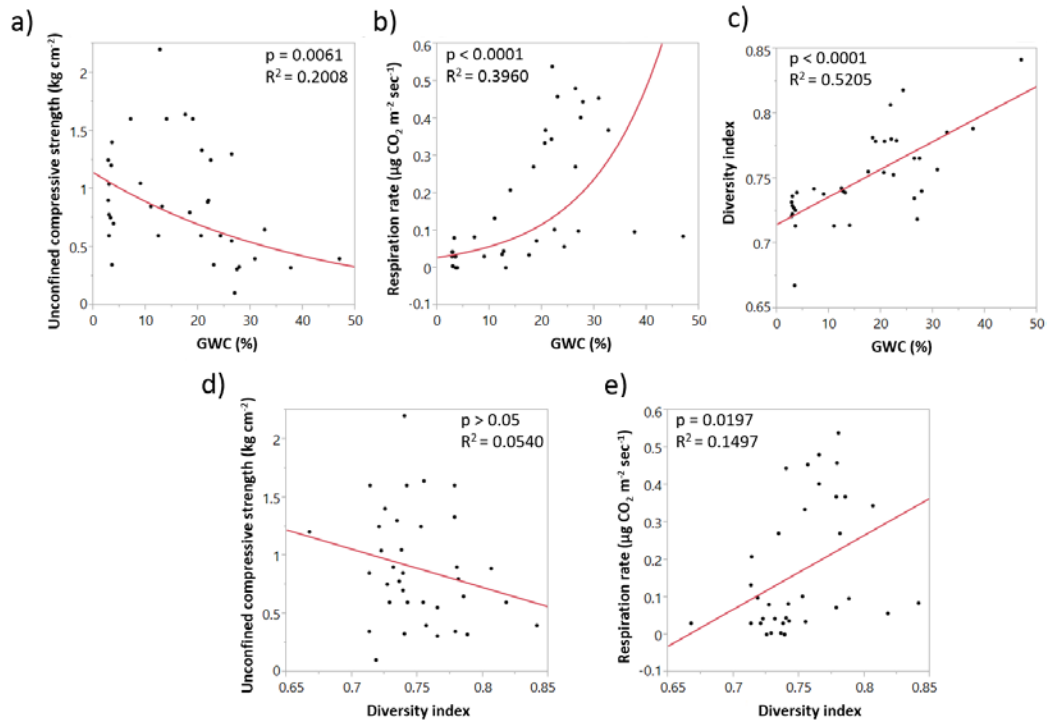 a)
Unconfined compressive strength (kg cm⁻²)
p = 0.0061
R² = 0.2008
2
1.5
1
0.5
0
0 10 20 30 40 50
GWC (%)
b)
Respiration rate (µg CO₂ m⁻² sec⁻¹)
p < 0.0001
R² = 0.3960
0.6
0.5
0.4
0.3
0.2
0.1
0
-0.1
0 10 20 30 40 50
GWC (%)
c)
Diversity index
p < 0.0001
R² = 0.5205
0.85
0.8
0.75
0.7
0.65
0 10 20 30 40 50
GWC (%)
d)
Unconfined compressive strength (kg cm⁻²)
p > 0.05
R² = 0.0540
2
1.5
1
0.5
0
0.65 0.7 0.75 0.8 0.85
Diversity index
e)
Respiration rate (µg CO₂ m⁻² sec⁻¹)
p = 0.0197
R² = 0.1497
0.6
0.5
0.4
0.3
0.2
0.1
0
-0.1
0.65 0.7 0.75 0.8 0.85
Diversity index